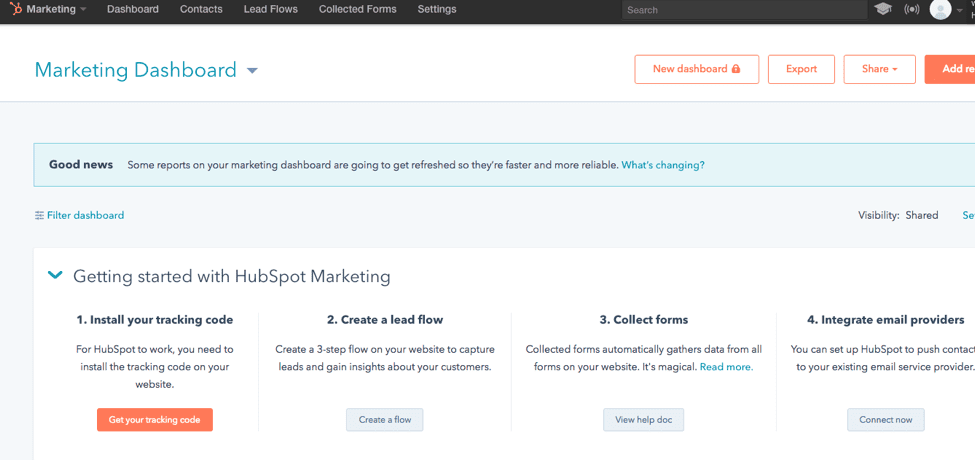 Marketing Dashboard Contacts Lead Flows Collected Forms Settings Search
Marketing Dashboard
New dashboard Export Share Add re
Good news Some reports on your marketing dashboard are going to get refreshed so they're faster and more reliable. What's changing?
Filter dashboard Visibility: Shared Se
Getting started with HubSpot Marketing
1. Install your tracking code
For HubSpot to work, you need to
install the tracking code on your
website.
Get your tracking code
2. Create a lead flow
Create a 3-step flow on your website to capture
leads and gain insights about your customers.
Create a flow
3. Collect forms
Collected forms automatically gathers data from all
forms on your website. It's magical. Read more.
View help doc
4. Integrate email providers
You can set up HubSpot to push contact
to your existing email service provider.
Connect now